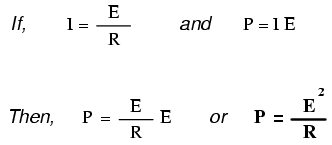 If, I = E / R and P = I E
Then, P = E / R E or P = E² / R